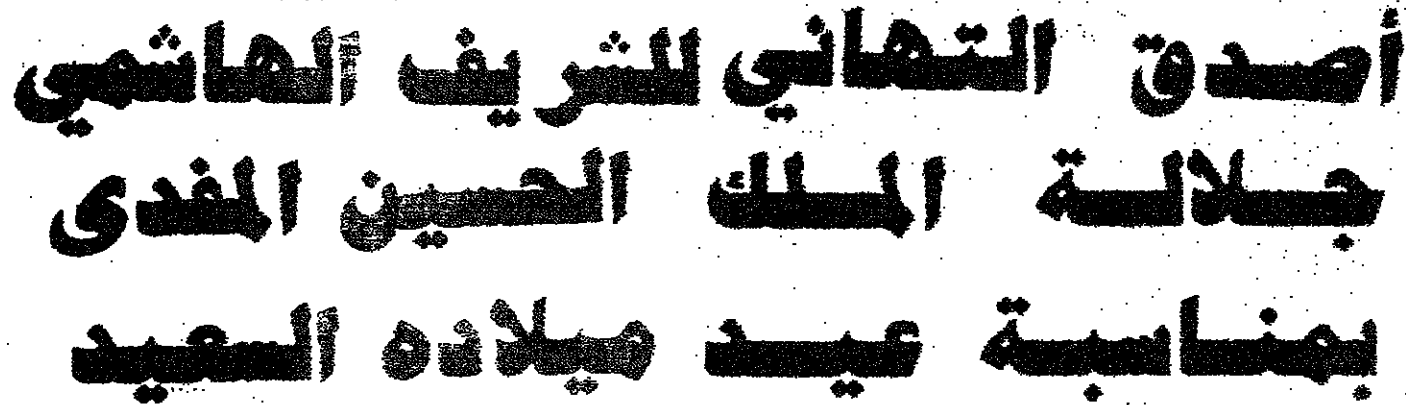 أصدق التهاني للشريف الهاشمي
جلالة الملك الحسين المفدى
بمناسبة عيد ميلاده السعيد